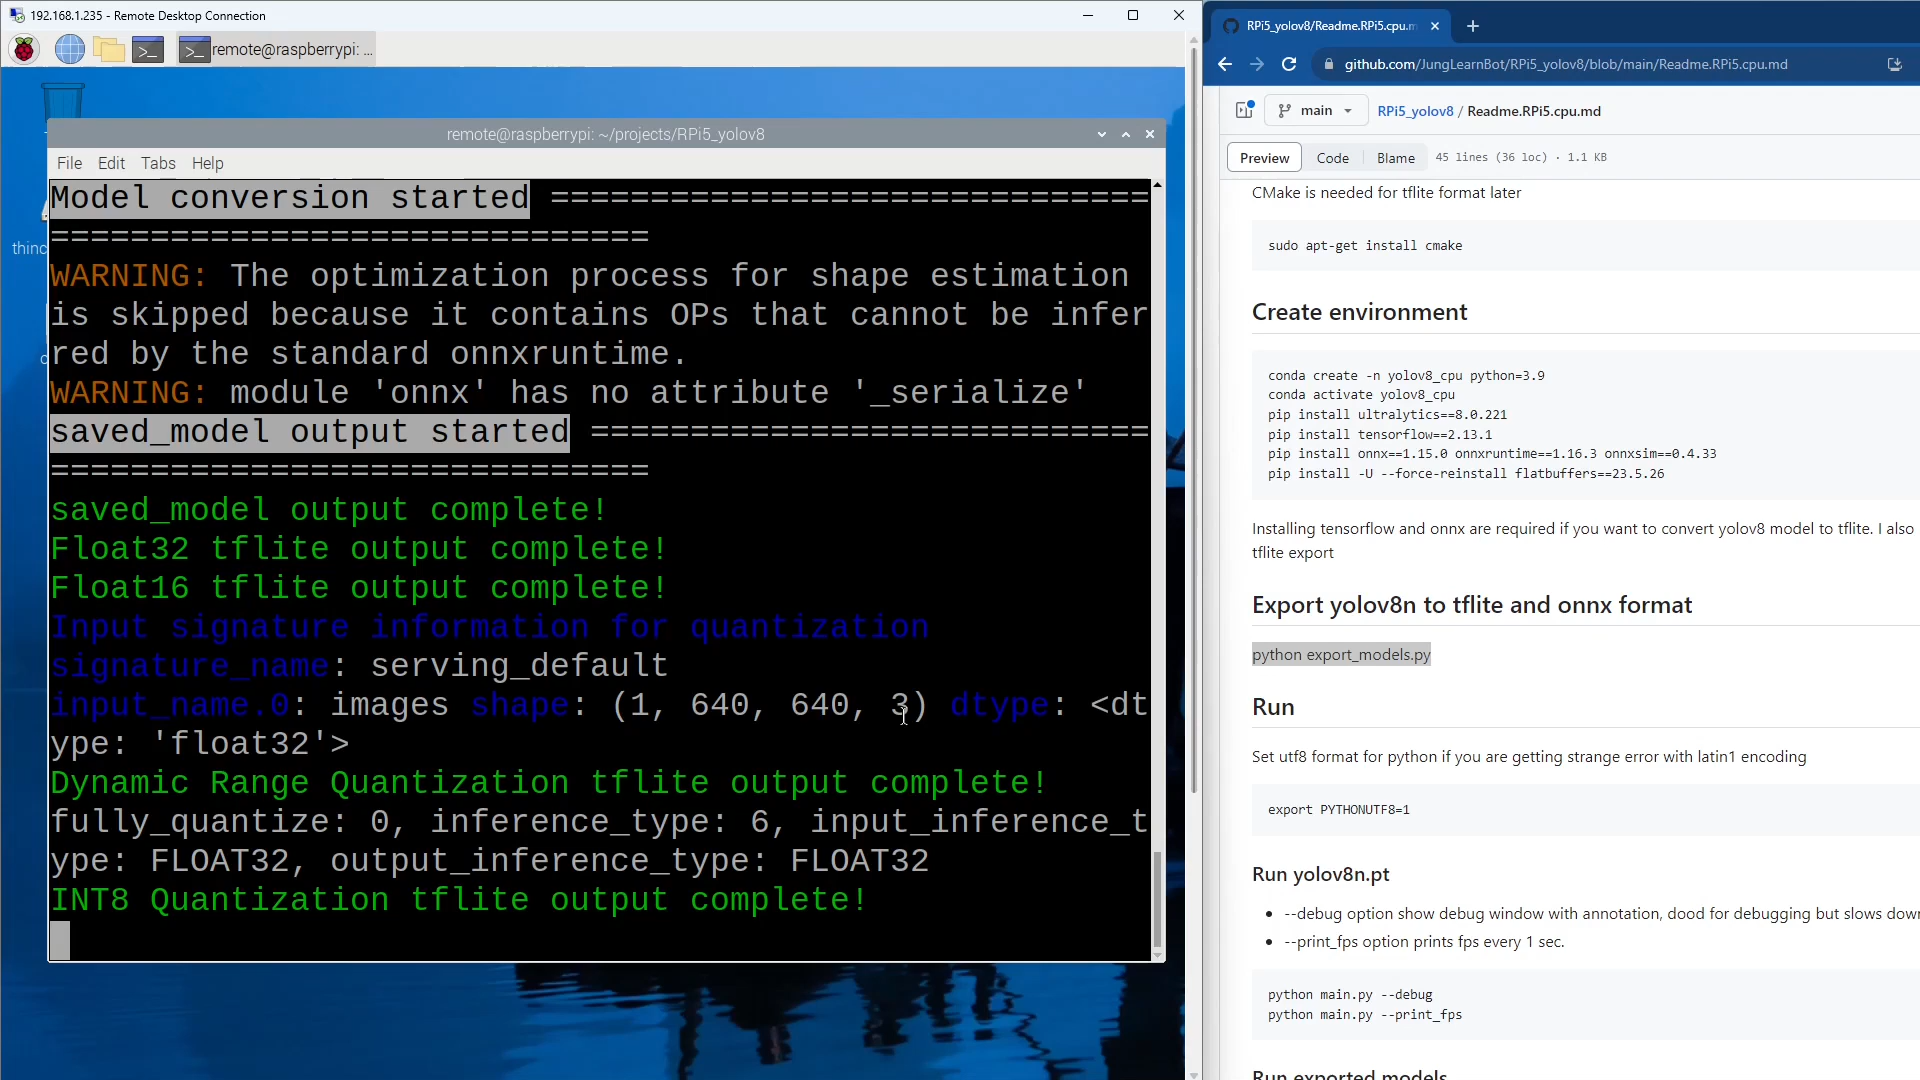 192.168.1.235 - Remote Desktop Connection
remote@raspberrypi: ...
remote@raspberrypi: ~/projects/RPi5_yolov8
File Edit Tabs Help
Model conversion started ==============================
==============================
WARNING: The optimization process for shape estimation
is skipped because it contains OPs that cannot be infer
red by the standard onnxruntime.
WARNING: module 'onnx' has no attribute '_serialize'
saved_model output started ============================
==============================
saved_model output complete!
Float32 tflite output complete!
Float16 tflite output complete!
Input signature information for quantization
signature_name: serving_default
input_name.0: images shape: (1, 640, 640, 3) dtype: <dt
ype: 'float32'>
Dynamic Range Quantization tflite output complete!
fully_quantize: 0, inference_type: 6, input_inference_t
ype: FLOAT32, output_inference_type: FLOAT32
INT8 Quantization tflite output complete!
thinc
RPi5_yolov8/Readme.RPi5.cpu.m
github.com/JungLearnBot/RPi5_yolov8/blob/main/Readme.RPi5.cpu.md
main RPi5_yolov8 / Readme.RPi5.cpu.md
Preview Code Blame 45 lines (36 loc) · 1.1 KB
CMake is needed for tflite format later
sudo apt-get install cmake
Create environment
conda create -n yolov8_cpu python=3.9
conda activate yolov8_cpu
pip install ultralytics==8.0.221
pip install tensorflow==2.13.1
pip install onnx==1.15.0 onnxruntime==1.16.3 onnxsim==0.4.33
pip install -U --force-reinstall flatbuffers==23.5.26
Installing tensorflow and onnx are required if you want to convert yolov8 model to tflite. I also
tflite export
Export yolov8n to tflite and onnx format
python export_models.py
Run
Set utf8 format for python if you are getting strange error with latin1 encoding
export PYTHONUTF8=1
Run yolov8n.pt
--debug option show debug window with annotation, dood for debugging but slows down
--print_fps option prints fps every 1 sec.
python main.py --debug
python main.py --print_fps
Run exported models